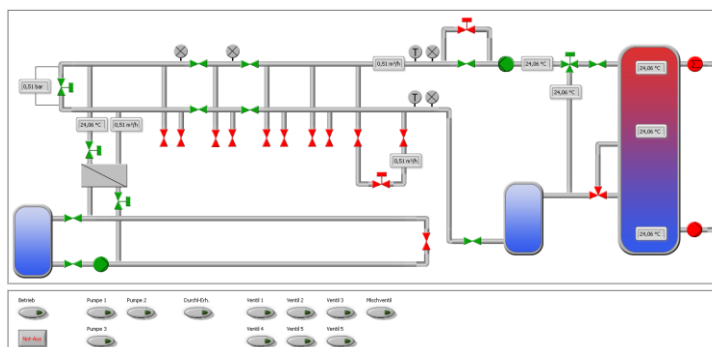 T
T
0,51 m³/h
24,06 °C
24,06 °C
0,51 bar
24,06 °C
24,06 °C
0,51 m³/h
24,06 °C
0,51 m³/h
24,06 °C
Betrieb
Pumpe 1
Pumpe 2
Durchl-Erh.
Ventil 1
Ventil 2
Ventil 3
Mischventil
Not-Aus
Pumpe 3
Ventil 4
Ventil 5
Ventil 5